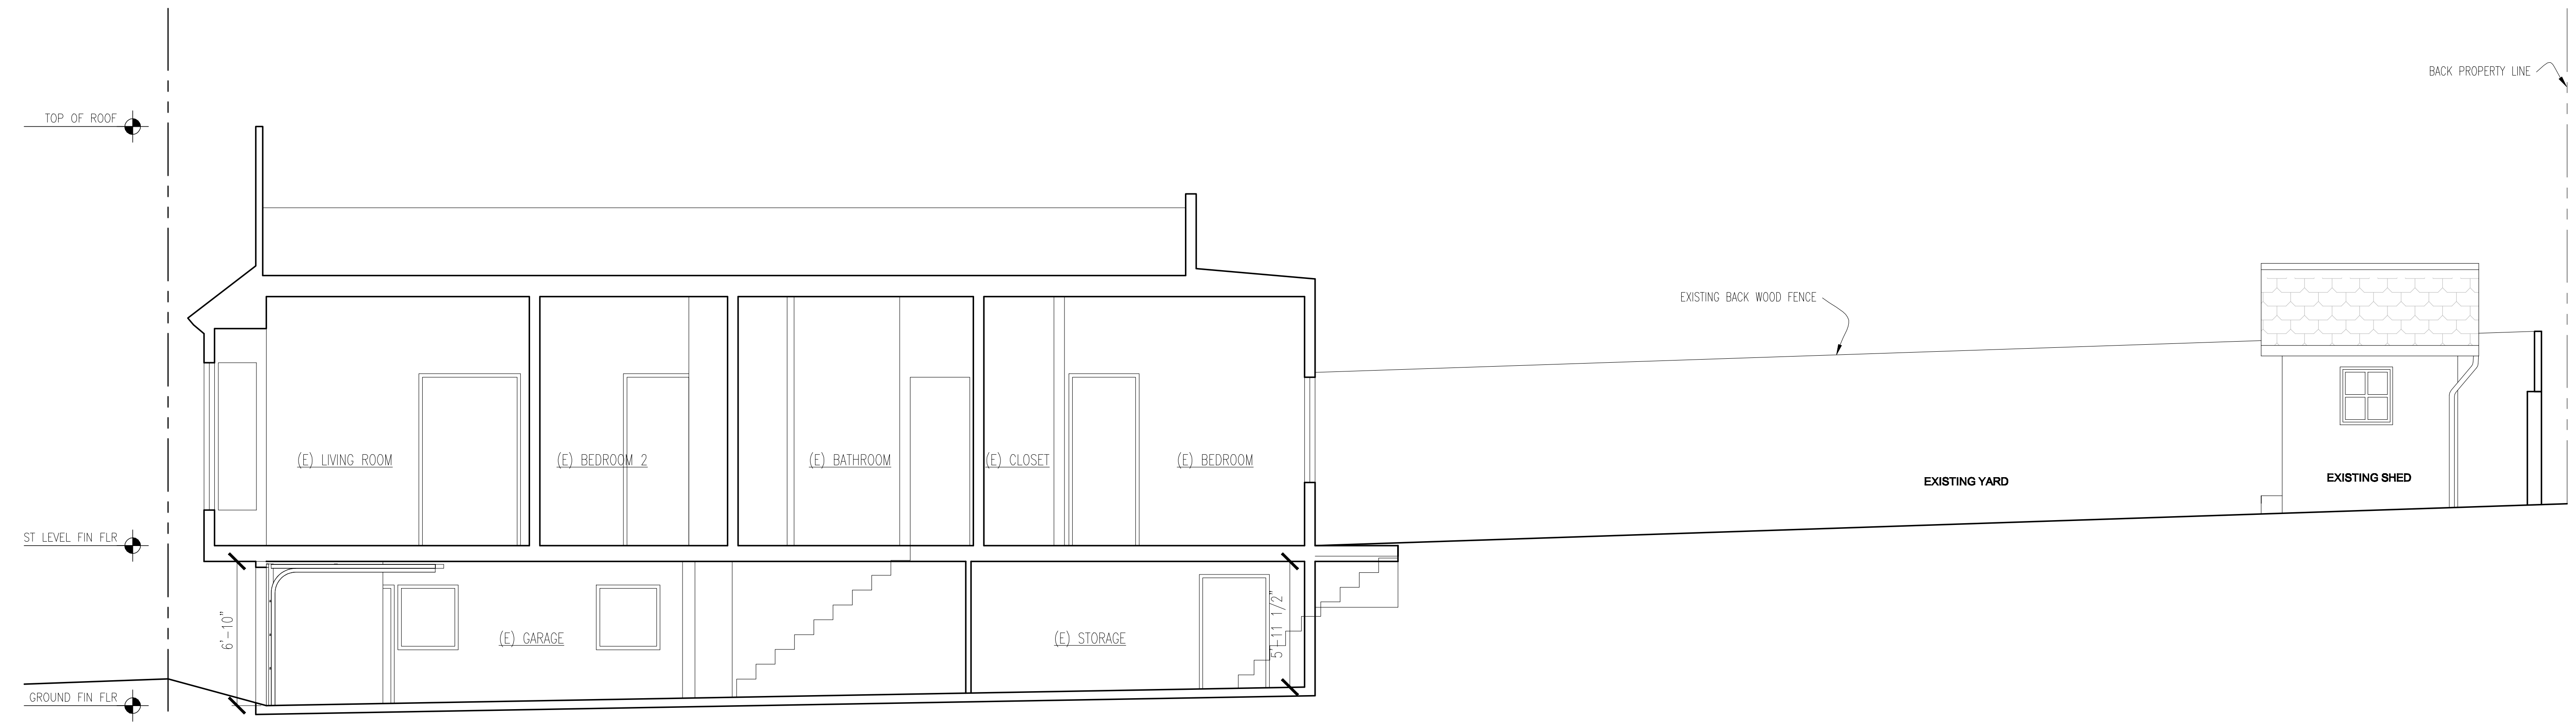 BACK PROPERTY LINE
TOP OF ROOF
EXISTING BACK WOOD FENCE
(E) LIVING ROOM
(E) BEDROOM 2
(E) BATHROOM
(E) CLOSET
(E) BEDROOM
EXISTING YARD
EXISTING SHED
ST LEVEL FIN FLR
6'-10"
(E) GARAGE
(E) STORAGE
5'-11 1/2"
GROUND FIN FLR